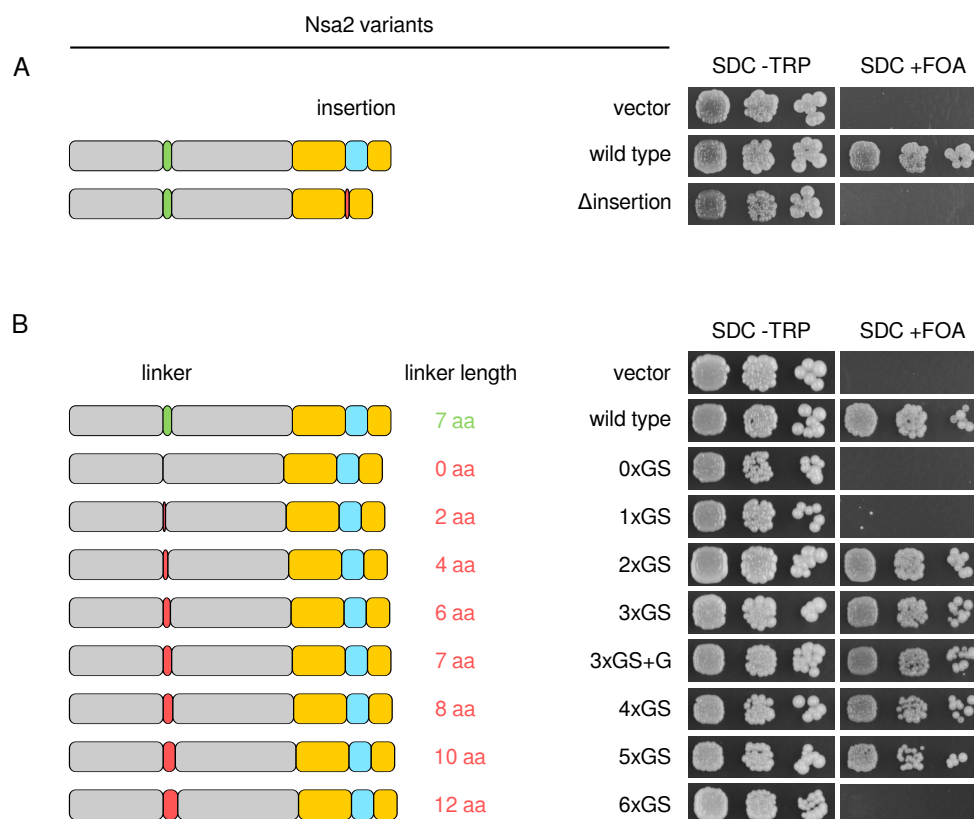 Nsa2 variants
A
SDC -TRP
SDC +FOA
insertion
vector
wild type
Δinsertion
B
SDC -TRP
SDC +FOA
linker
linker length
vector
7 aa
wild type
0 aa
0xGS
2 aa
1xGS
4 aa
2xGS
6 aa
3xGS
7 aa
3xGS+G
8 aa
4xGS
10 aa
5xGS
12 aa
6xGS